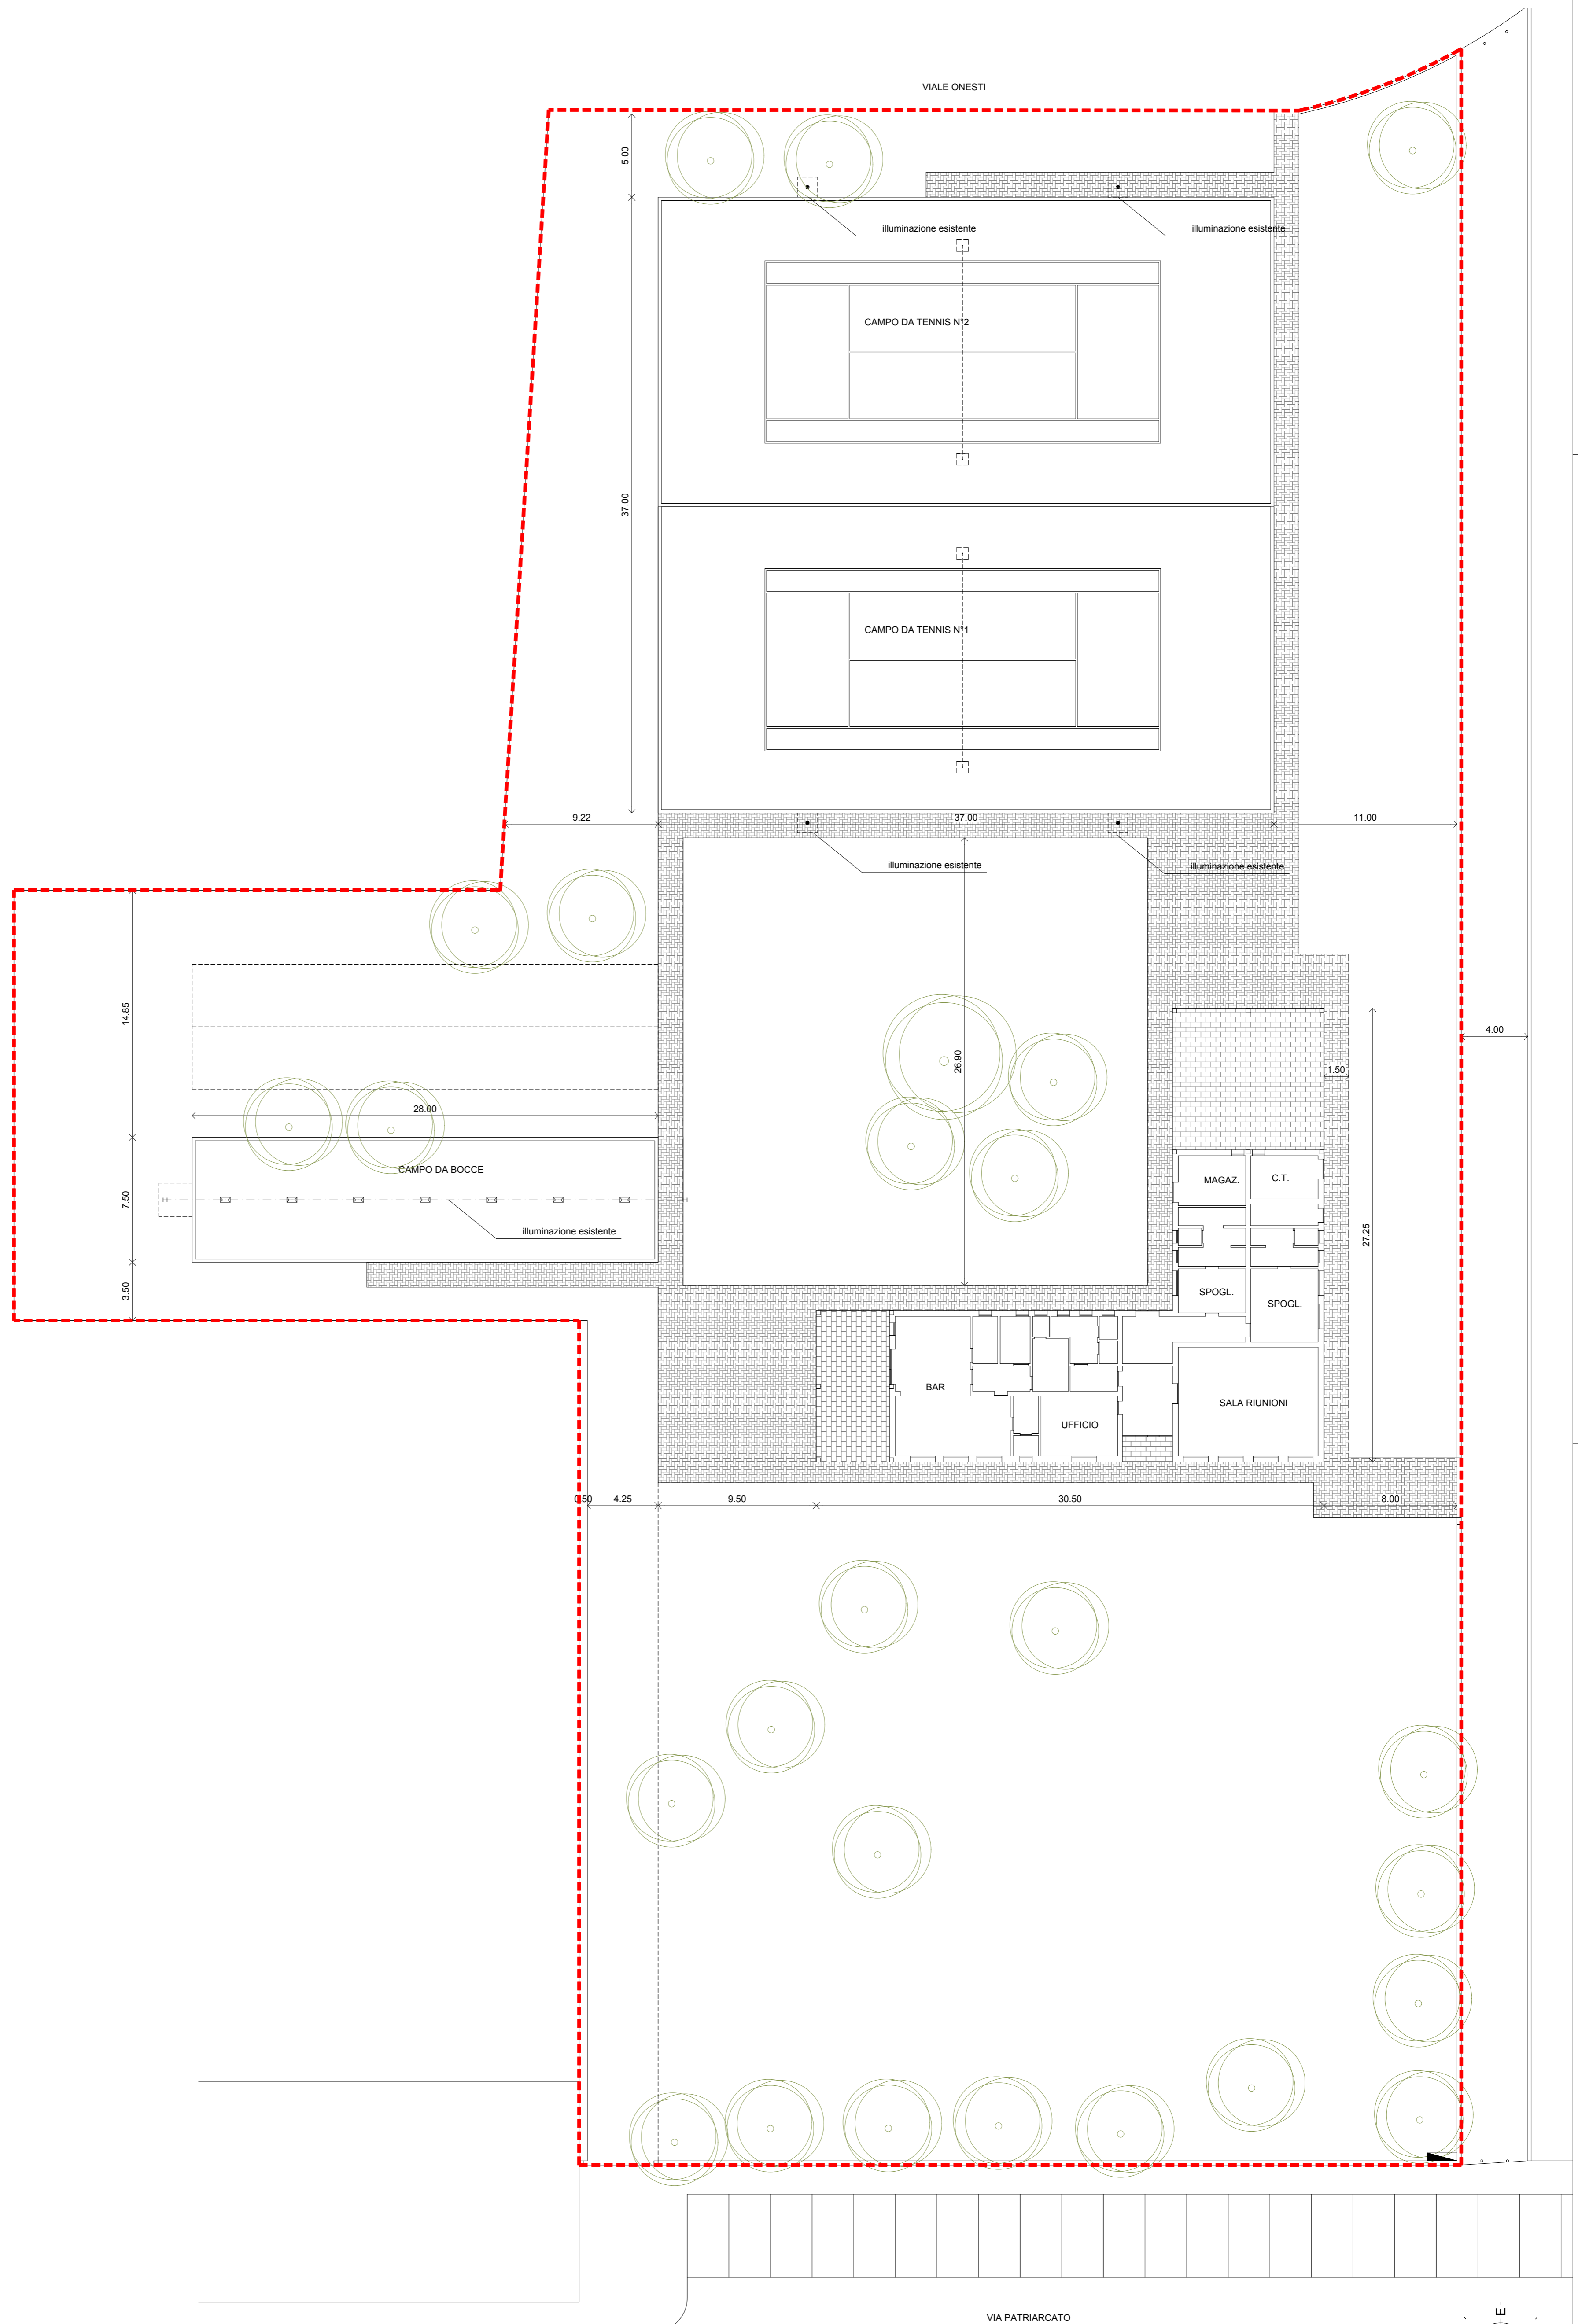 VIALE ONESTI
5.00
illuminazione esistente
illuminazione esistente
CAMPO DA TENNIS N°2
37.00
CAMPO DA TENNIS N°1
9.22
37.00
11.00
illuminazione esistente
illuminazione esistente
14.85
26.90
4.00
1.50
28.00
CAMPO DA BOCCE
MAGAZ.
C.T.
7.50
illuminazione esistente
27.25
3.50
SPOGL.
SPOGL.
BAR
SALA RIUNIONI
UFFICIO
0.50
4.25
9.50
30.50
8.00
VIA PATRIARCATO
E